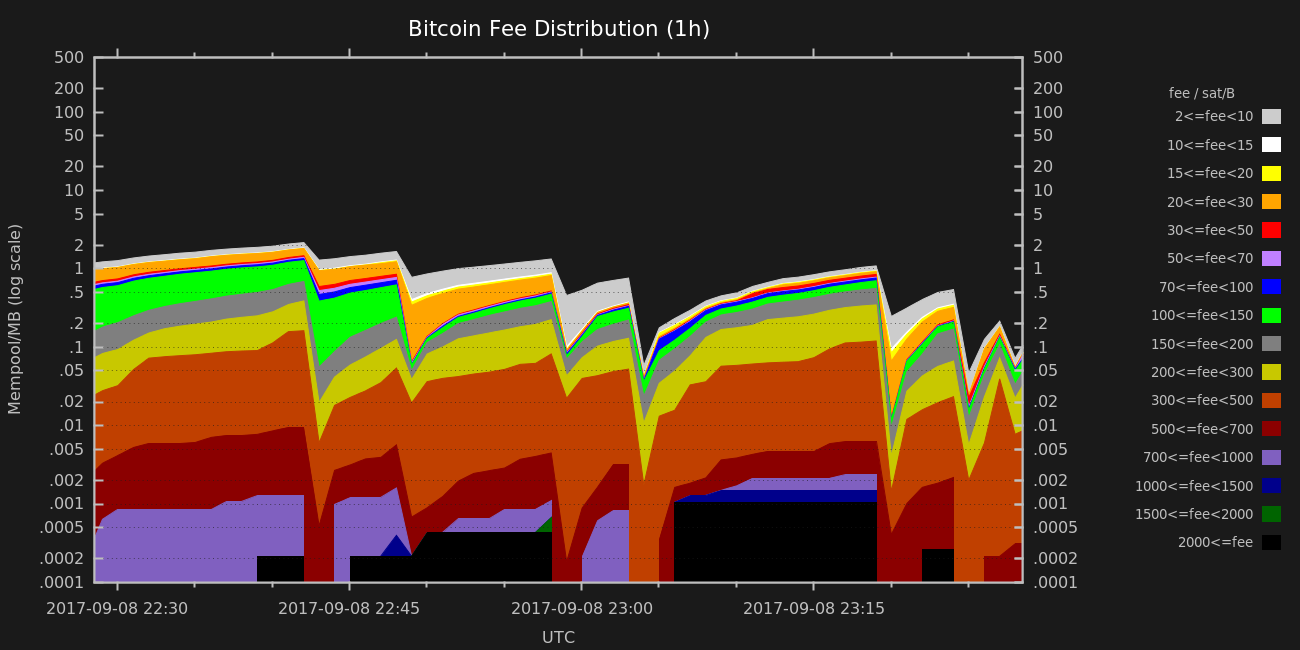 Bitcoin Fee Distribution (1h)
Mempool/MB (log scale)
500
200
100
50
20
10
5
2
1
.5
.2
.1
.05
.02
.01
.005
.002
.001
.0005
.0002
.0001
500
200
100
50
20
10
5
2
1
.5
.2
.1
.05
.02
.01
.005
.002
.001
.0005
.0002
.0001
2017-09-08 22:30 2017-09-08 22:45 2017-09-08 23:00 2017-09-08 23:15
UTC
fee / sat/B
2<=fee<10
10<=fee<15
15<=fee<20
20<=fee<30
30<=fee<50
50<=fee<70
70<=fee<100
100<=fee<150
150<=fee<200
200<=fee<300
300<=fee<500
500<=fee<700
700<=fee<1000
1000<=fee<1500
1500<=fee<2000
2000<=fee